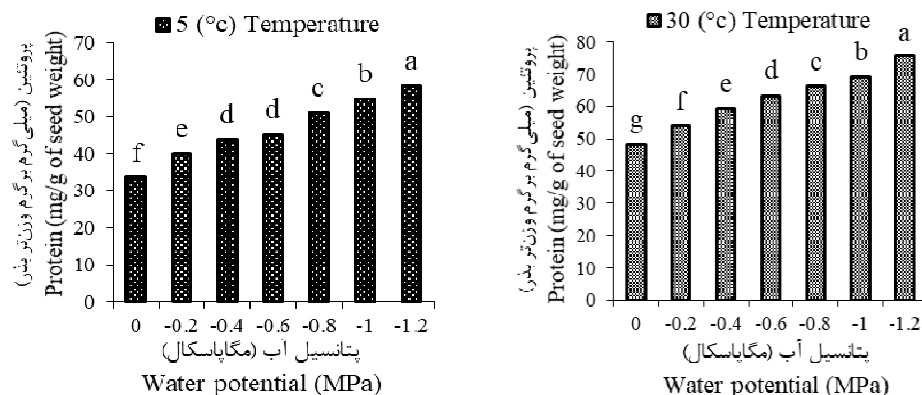 5 (°c) Temperature
پروتئین (میلی‌گرم بر گرم وزن‌تر بذر)
Protein (mg/g of seed weight)
70
60
50
40
30
20
10
0
f
e
d
d
c
b
a
0 -0.2 -0.4 -0.6 -0.8 -1 -1.2
پتانسیل آب (مگاپاسکال)
Water potential (MPa)
30 (°c) Temperature
پروتئین (میلی‌گرم بر گرم وزن‌تر بذر)
Protein (mg/g of seed weight)
80
70
60
50
40
30
20
10
0
g
f
e
d
c
b
a
0 -0.2 -0.4 -0.6 -0.8 -1 -1.2
پتانسیل آب (مگاپاسکال)
Water potential (MPa)